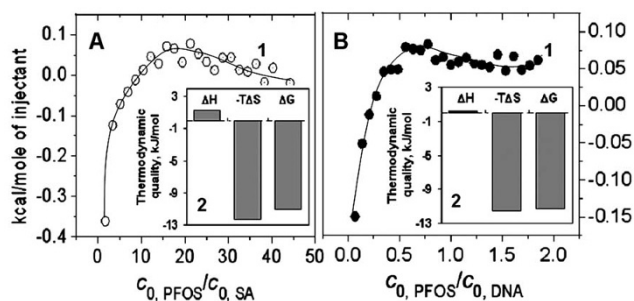 A
1
kcal/mole of injectant
0.1
0.0
-0.1
-0.2
-0.3
-0.4
0 10 20 30 40 50
c0, PFOS/c0, SA
ΔH -TΔS ΔG
Thermodynamic
quality, kJ/mol
-1
-5
-9
-13
2
B
1
0.10
0.05
0.00
-0.05
-0.10
-0.15
0.0 0.5 1.0 1.5 2.0
c0, PFOS/c0, DNA
ΔH -TΔS ΔG
Thermodynamic
quality, kJ/mol
-1
-5
-9
-13
2